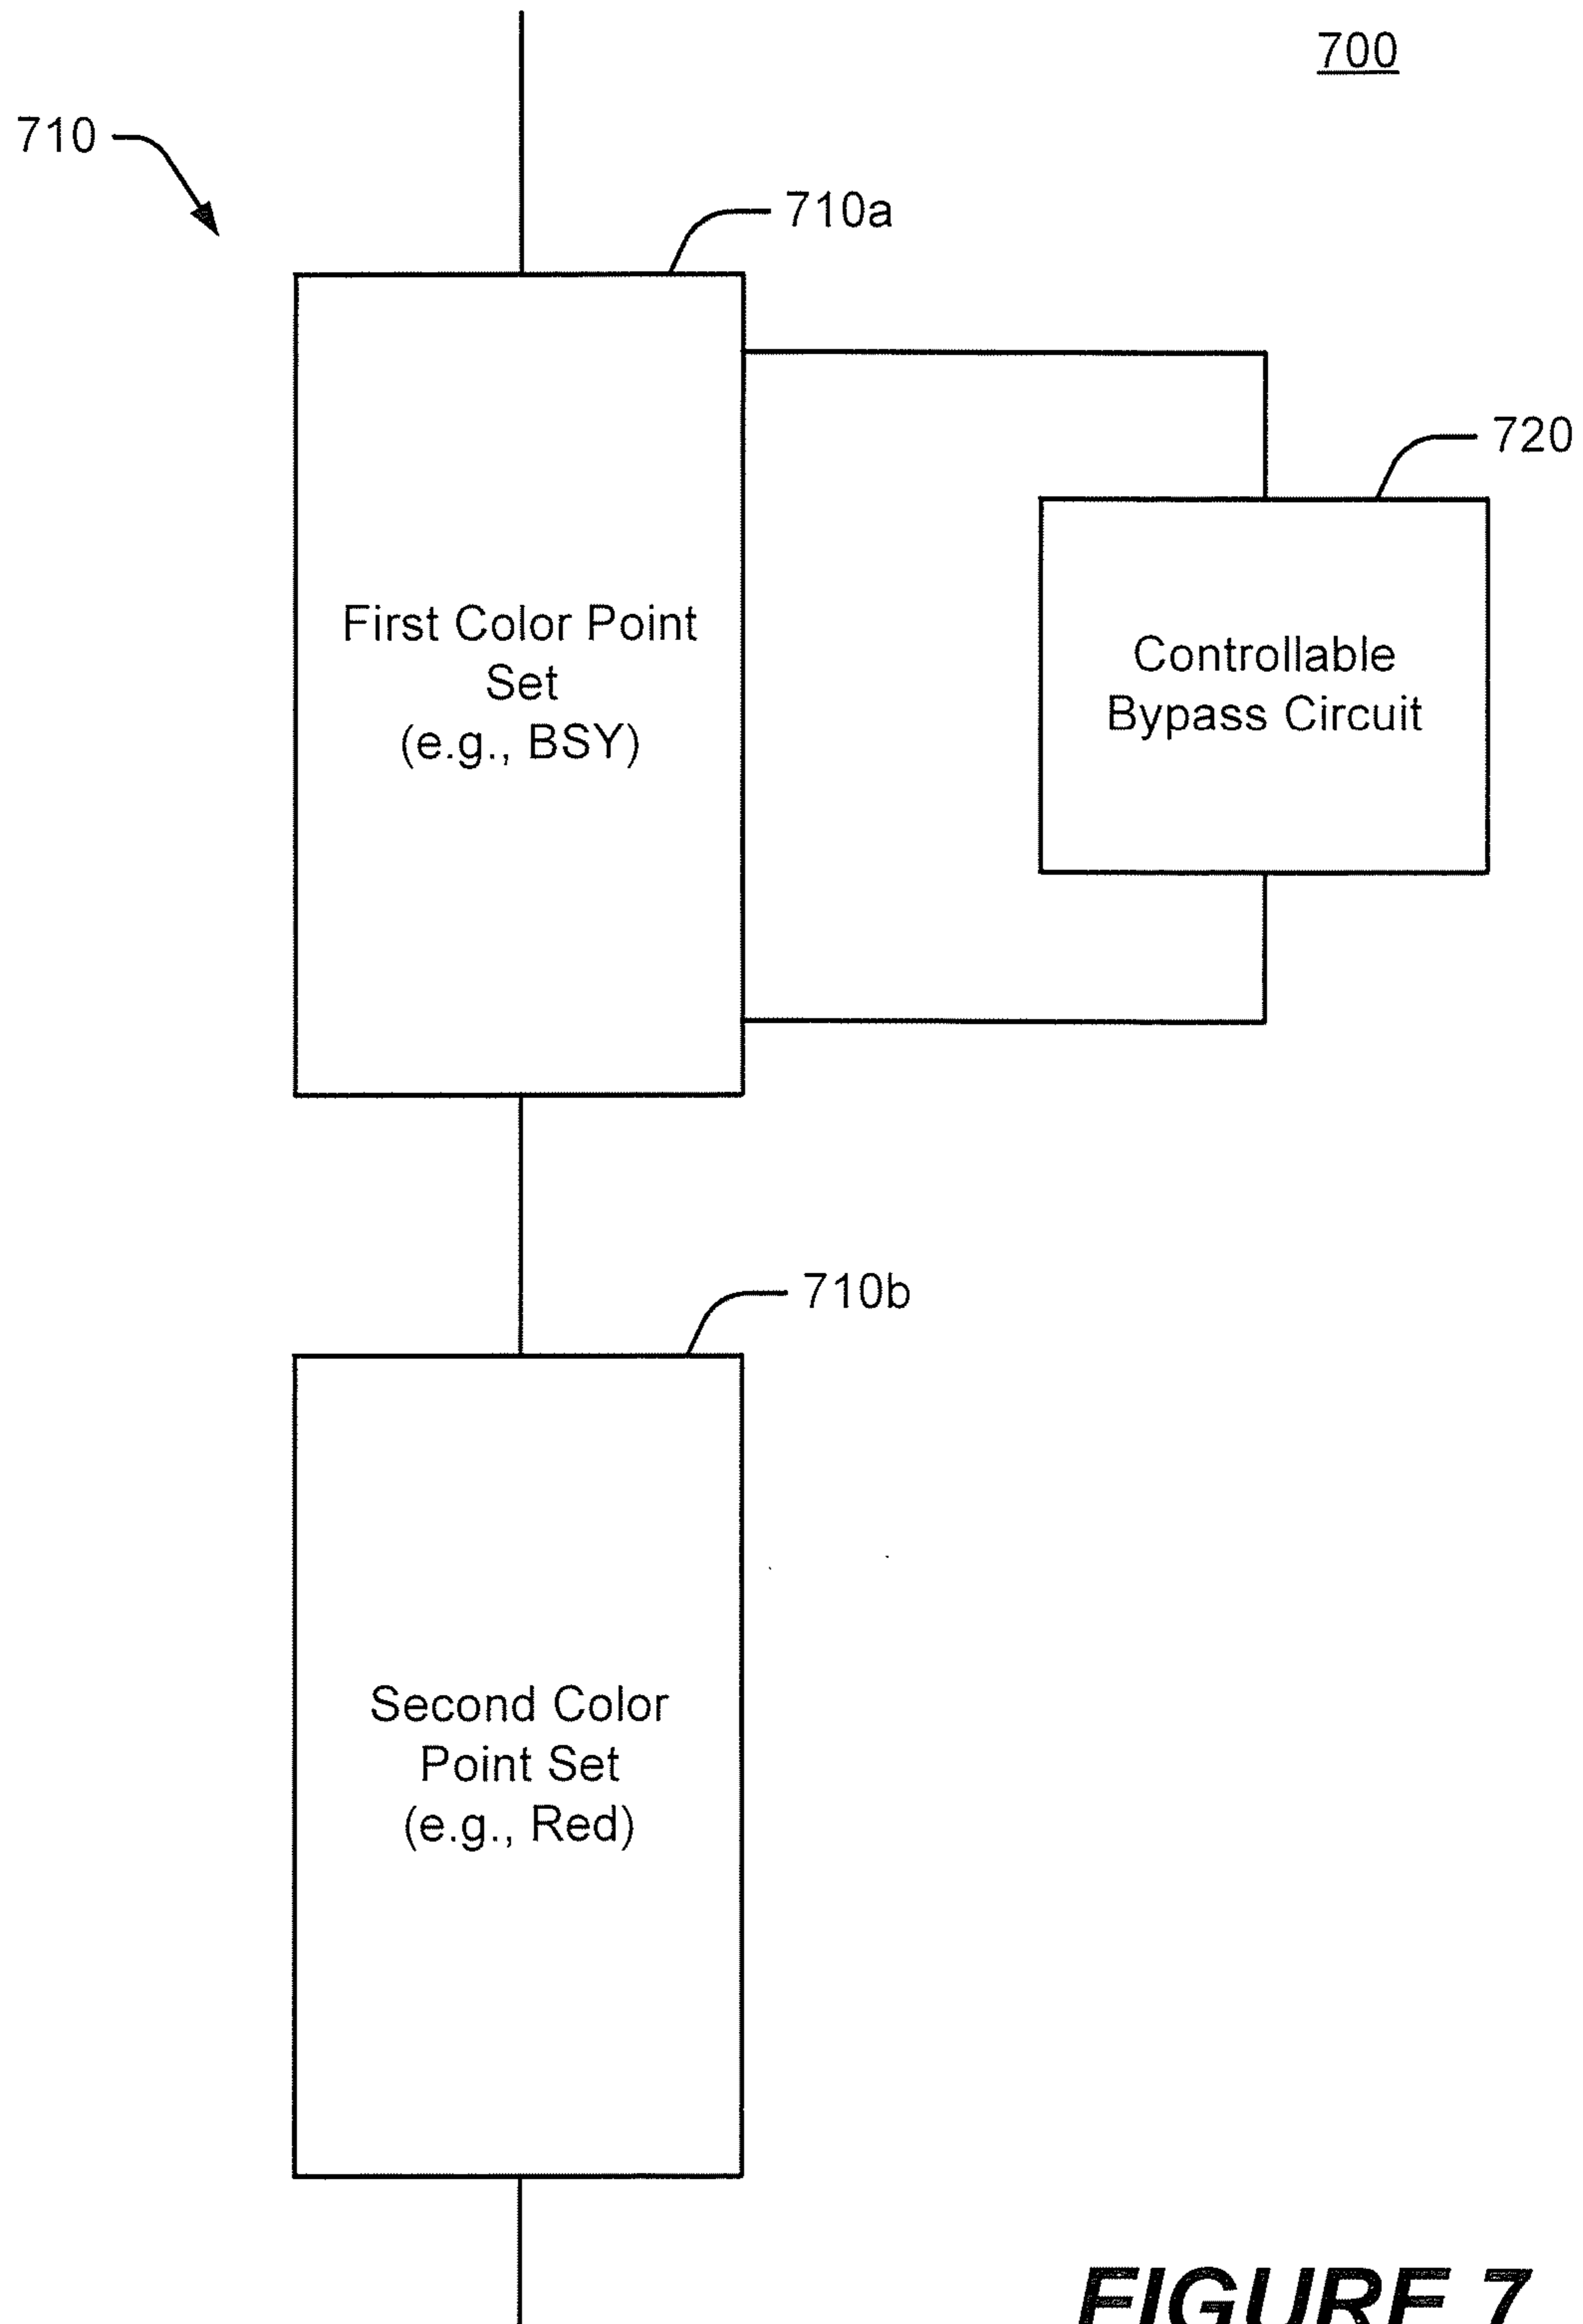 700
710
710a
720
First Color Point
Set
(e.g., BSY)
Controllable
Bypass Circuit
710b
Second Color
Point Set
(e.g., Red)
FIGURE 7